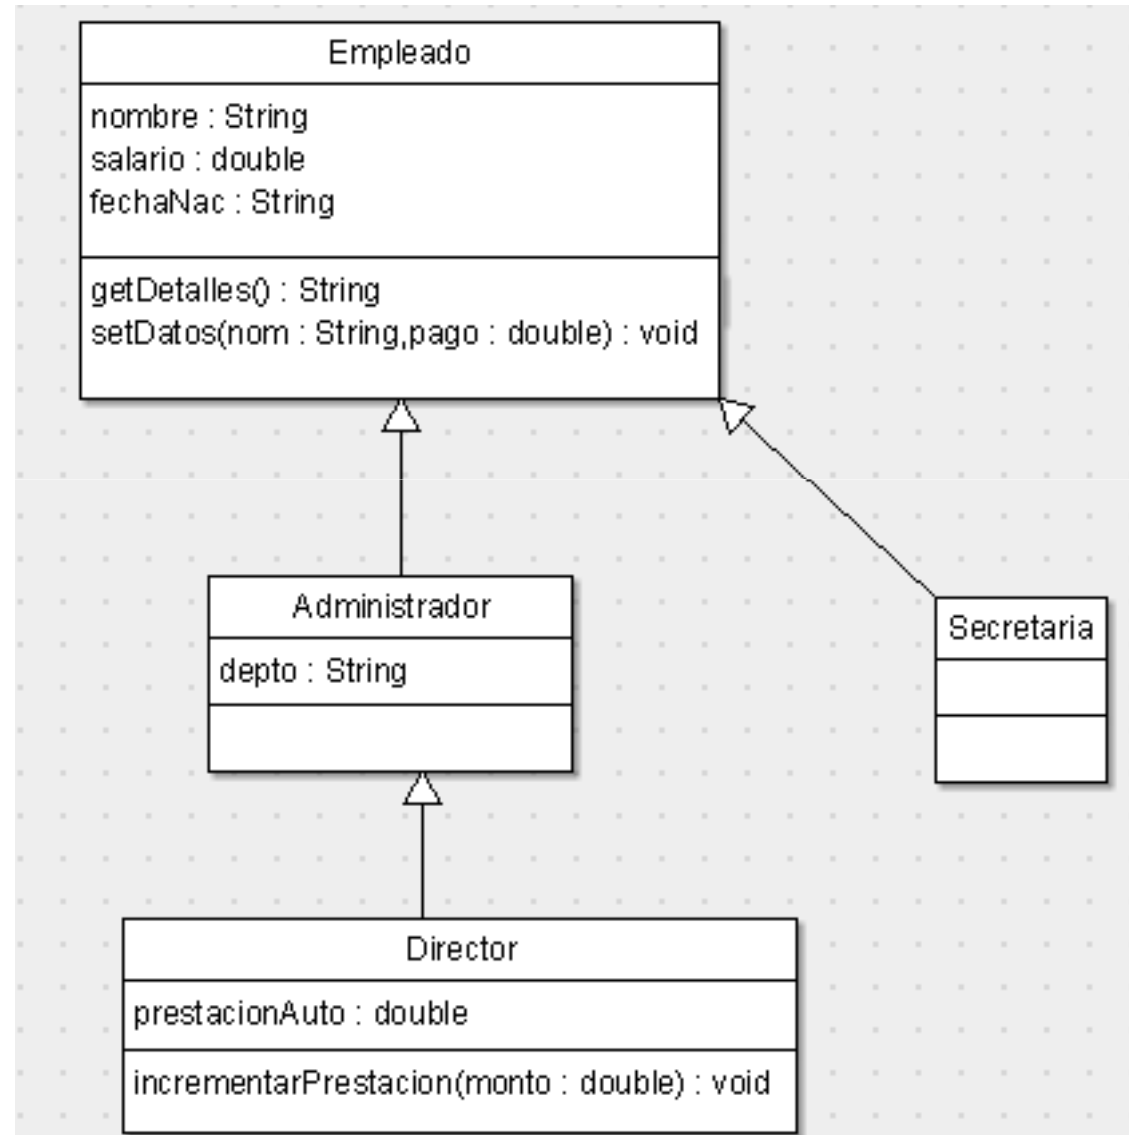 Empleado
nombre : String
salario : double
fechaNac : String
getDetalles() : String
setDatos(nom : String,pago : double) : void
Administrador
depto : String
Secretaria
Director
prestacionAuto : double
incrementarPrestacion(monto : double) : void